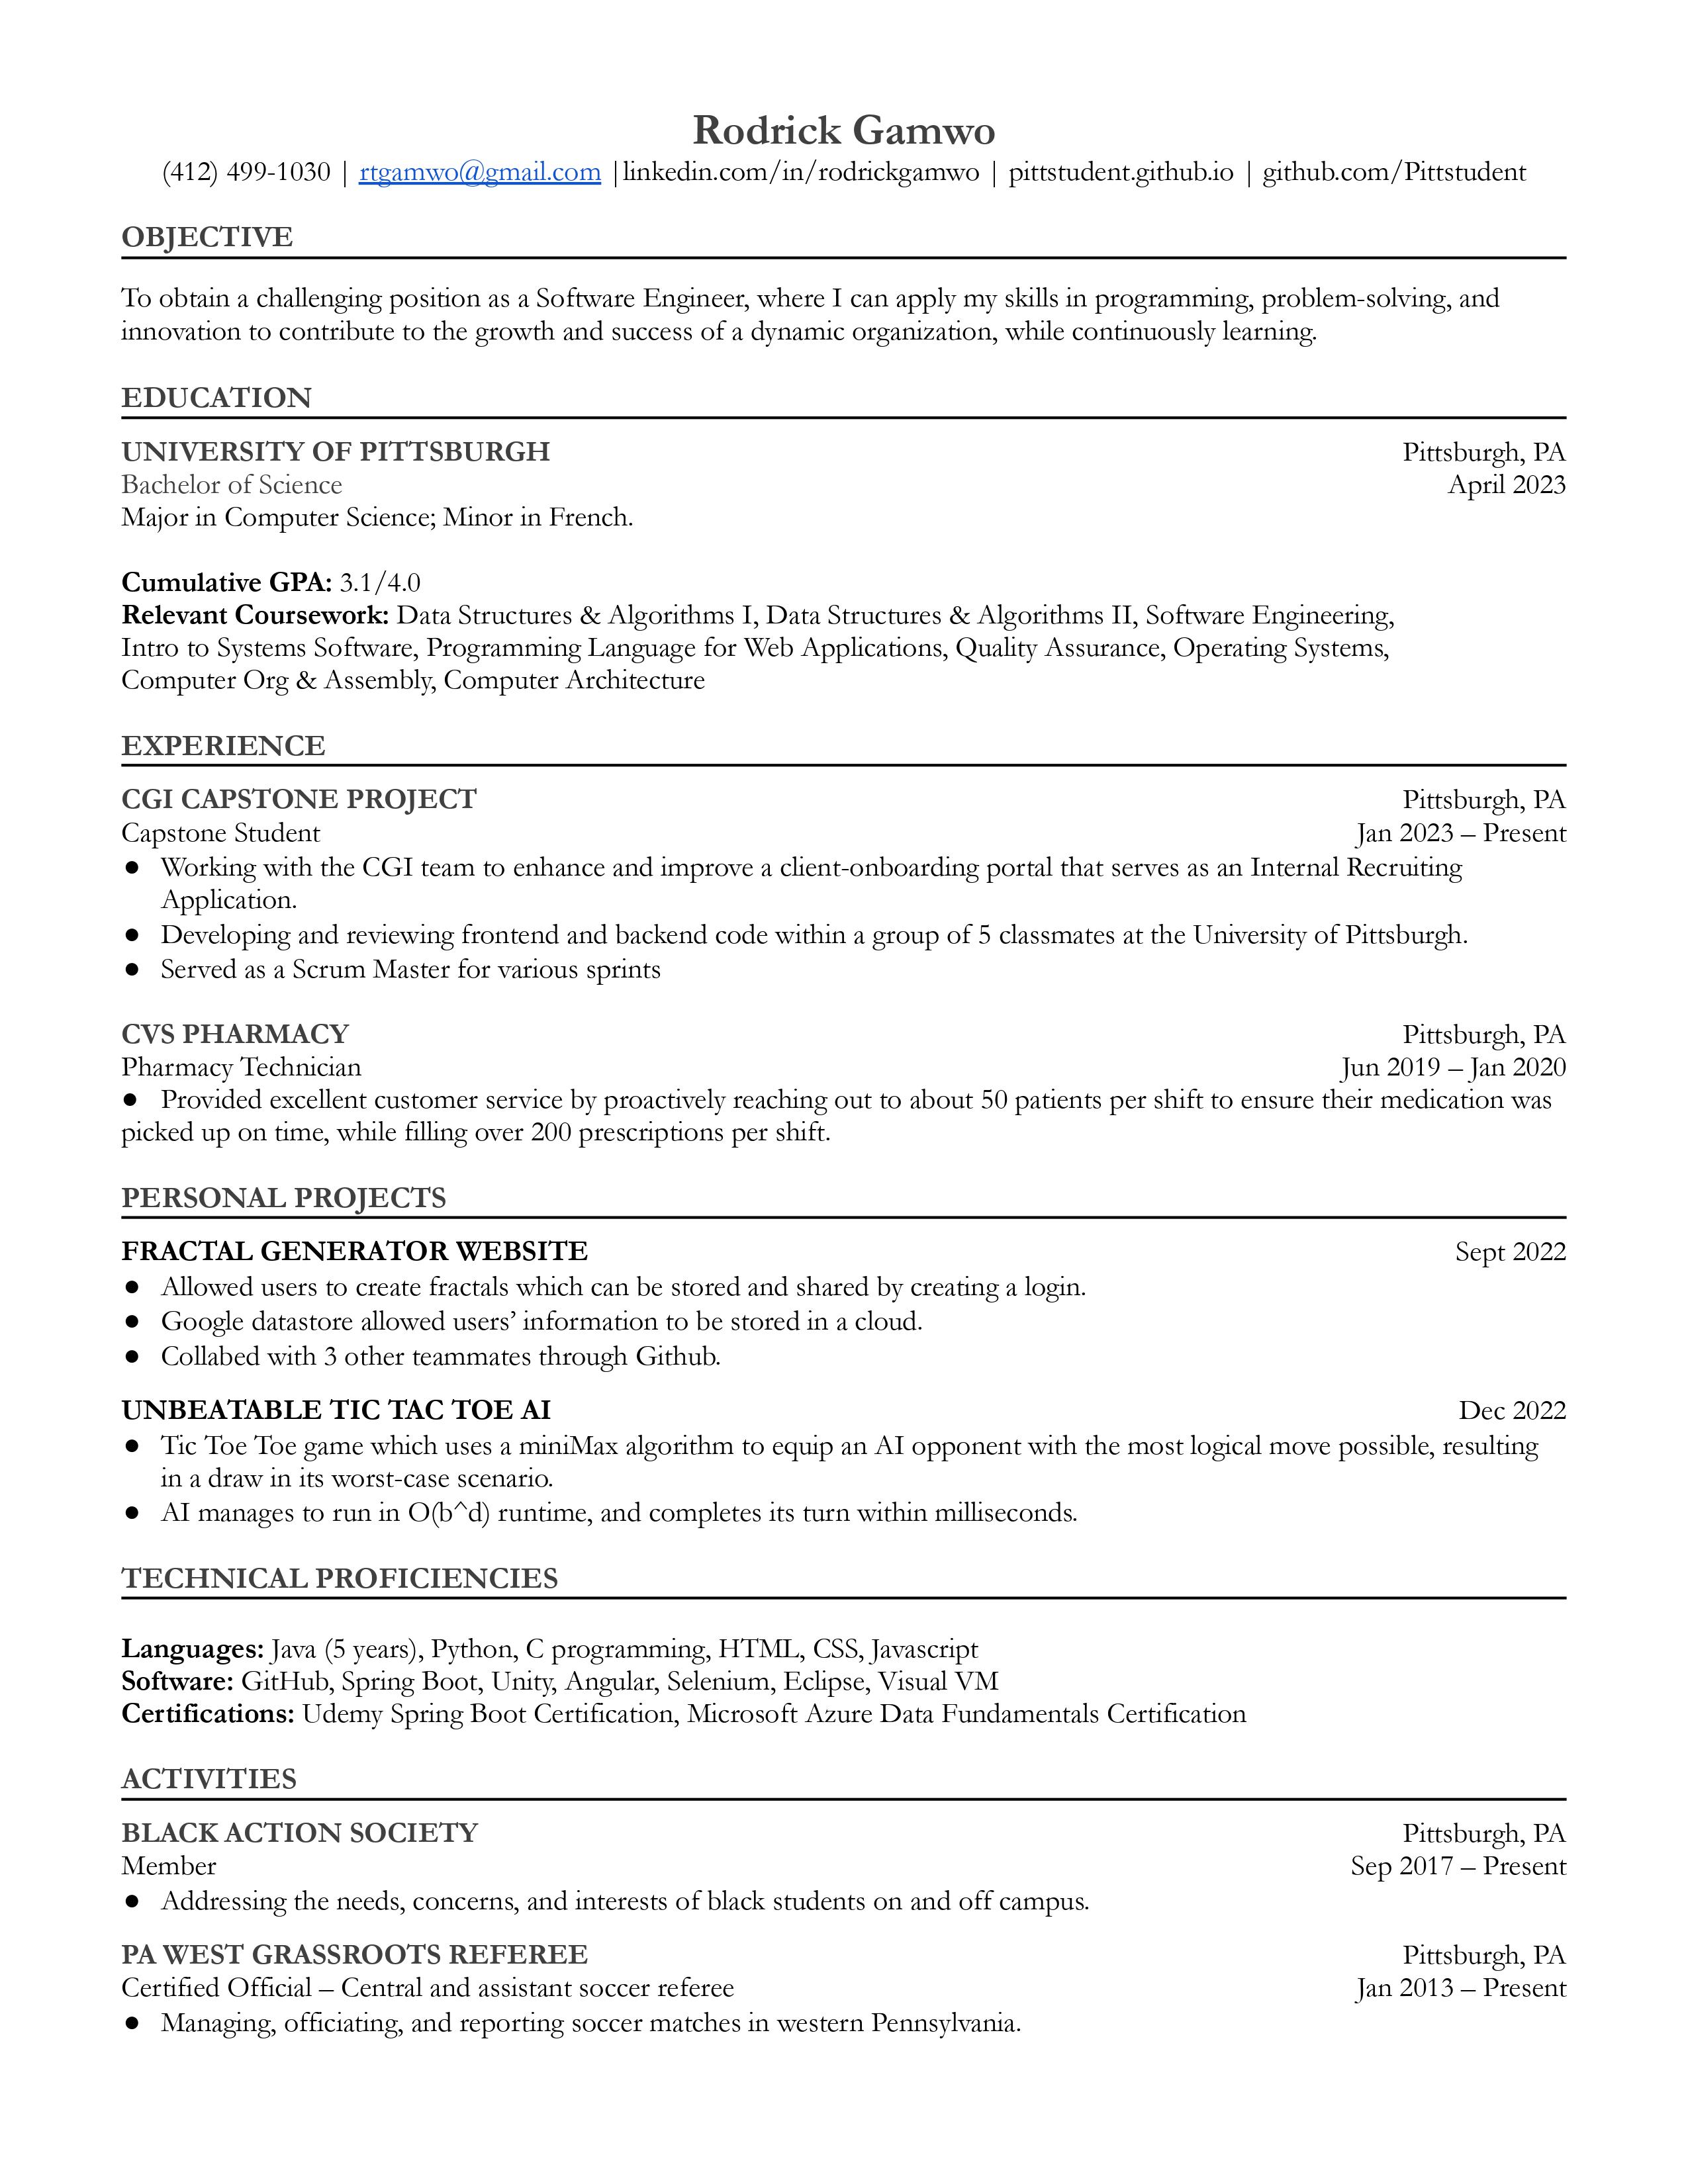 Rodrick Gamwo
(412) 499-1030 | rtgamwo@gmail.com |linkedin.com/in/rodrickgamwo | pittstudent.github.io | github.com/Pittstudent
OBJECTIVE
To obtain a challenging position as a Software Engineer, where I can apply my skills in programming, problem-solving, and
innovation to contribute to the growth and success of a dynamic organization, while continuously learning.
EDUCATION
UNIVERSITY OF PITTSBURGH Pittsburgh, PA
Bachelor of Science April 2023
Major in Computer Science; Minor in French.
Cumulative GPA: 3.1/4.0
Relevant Coursework: Data Structures & Algorithms I, Data Structures & Algorithms II, Software Engineering,
Intro to Systems Software, Programming Language for Web Applications, Quality Assurance, Operating Systems,
Computer Org & Assembly, Computer Architecture
EXPERIENCE
CGI CAPSTONE PROJECT Pittsburgh, PA
Capstone Student Jan 2023 – Present
● Working with the CGI team to enhance and improve a client-onboarding portal that serves as an Internal Recruiting
Application.
● Developing and reviewing frontend and backend code within a group of 5 classmates at the University of Pittsburgh.
● Served as a Scrum Master for various sprints
CVS PHARMACY Pittsburgh, PA
Pharmacy Technician Jun 2019 – Jan 2020
● Provided excellent customer service by proactively reaching out to about 50 patients per shift to ensure their medication was
picked up on time, while filling over 200 prescriptions per shift.
PERSONAL PROJECTS
FRACTAL GENERATOR WEBSITE Sept 2022
● Allowed users to create fractals which can be stored and shared by creating a login.
● Google datastore allowed users’ information to be stored in a cloud.
● Collabed with 3 other teammates through Github.
UNBEATABLE TIC TAC TOE AI Dec 2022
● Tic Toe Toe game which uses a miniMax algorithm to equip an AI opponent with the most logical move possible, resulting
in a draw in its worst-case scenario.
● AI manages to run in O(b^d) runtime, and completes its turn within milliseconds.
TECHNICAL PROFICIENCIES
Languages: Java (5 years), Python, C programming, HTML, CSS, Javascript
Software: GitHub, Spring Boot, Unity, Angular, Selenium, Eclipse, Visual VM
Certifications: Udemy Spring Boot Certification, Microsoft Azure Data Fundamentals Certification
ACTIVITIES
BLACK ACTION SOCIETY Pittsburgh, PA
Member Sep 2017 – Present
● Addressing the needs, concerns, and interests of black students on and off campus.
PA WEST GRASSROOTS REFEREE Pittsburgh, PA
Certified Official – Central and assistant soccer referee Jan 2013 – Present
● Managing, officiating, and reporting soccer matches in western Pennsylvania.